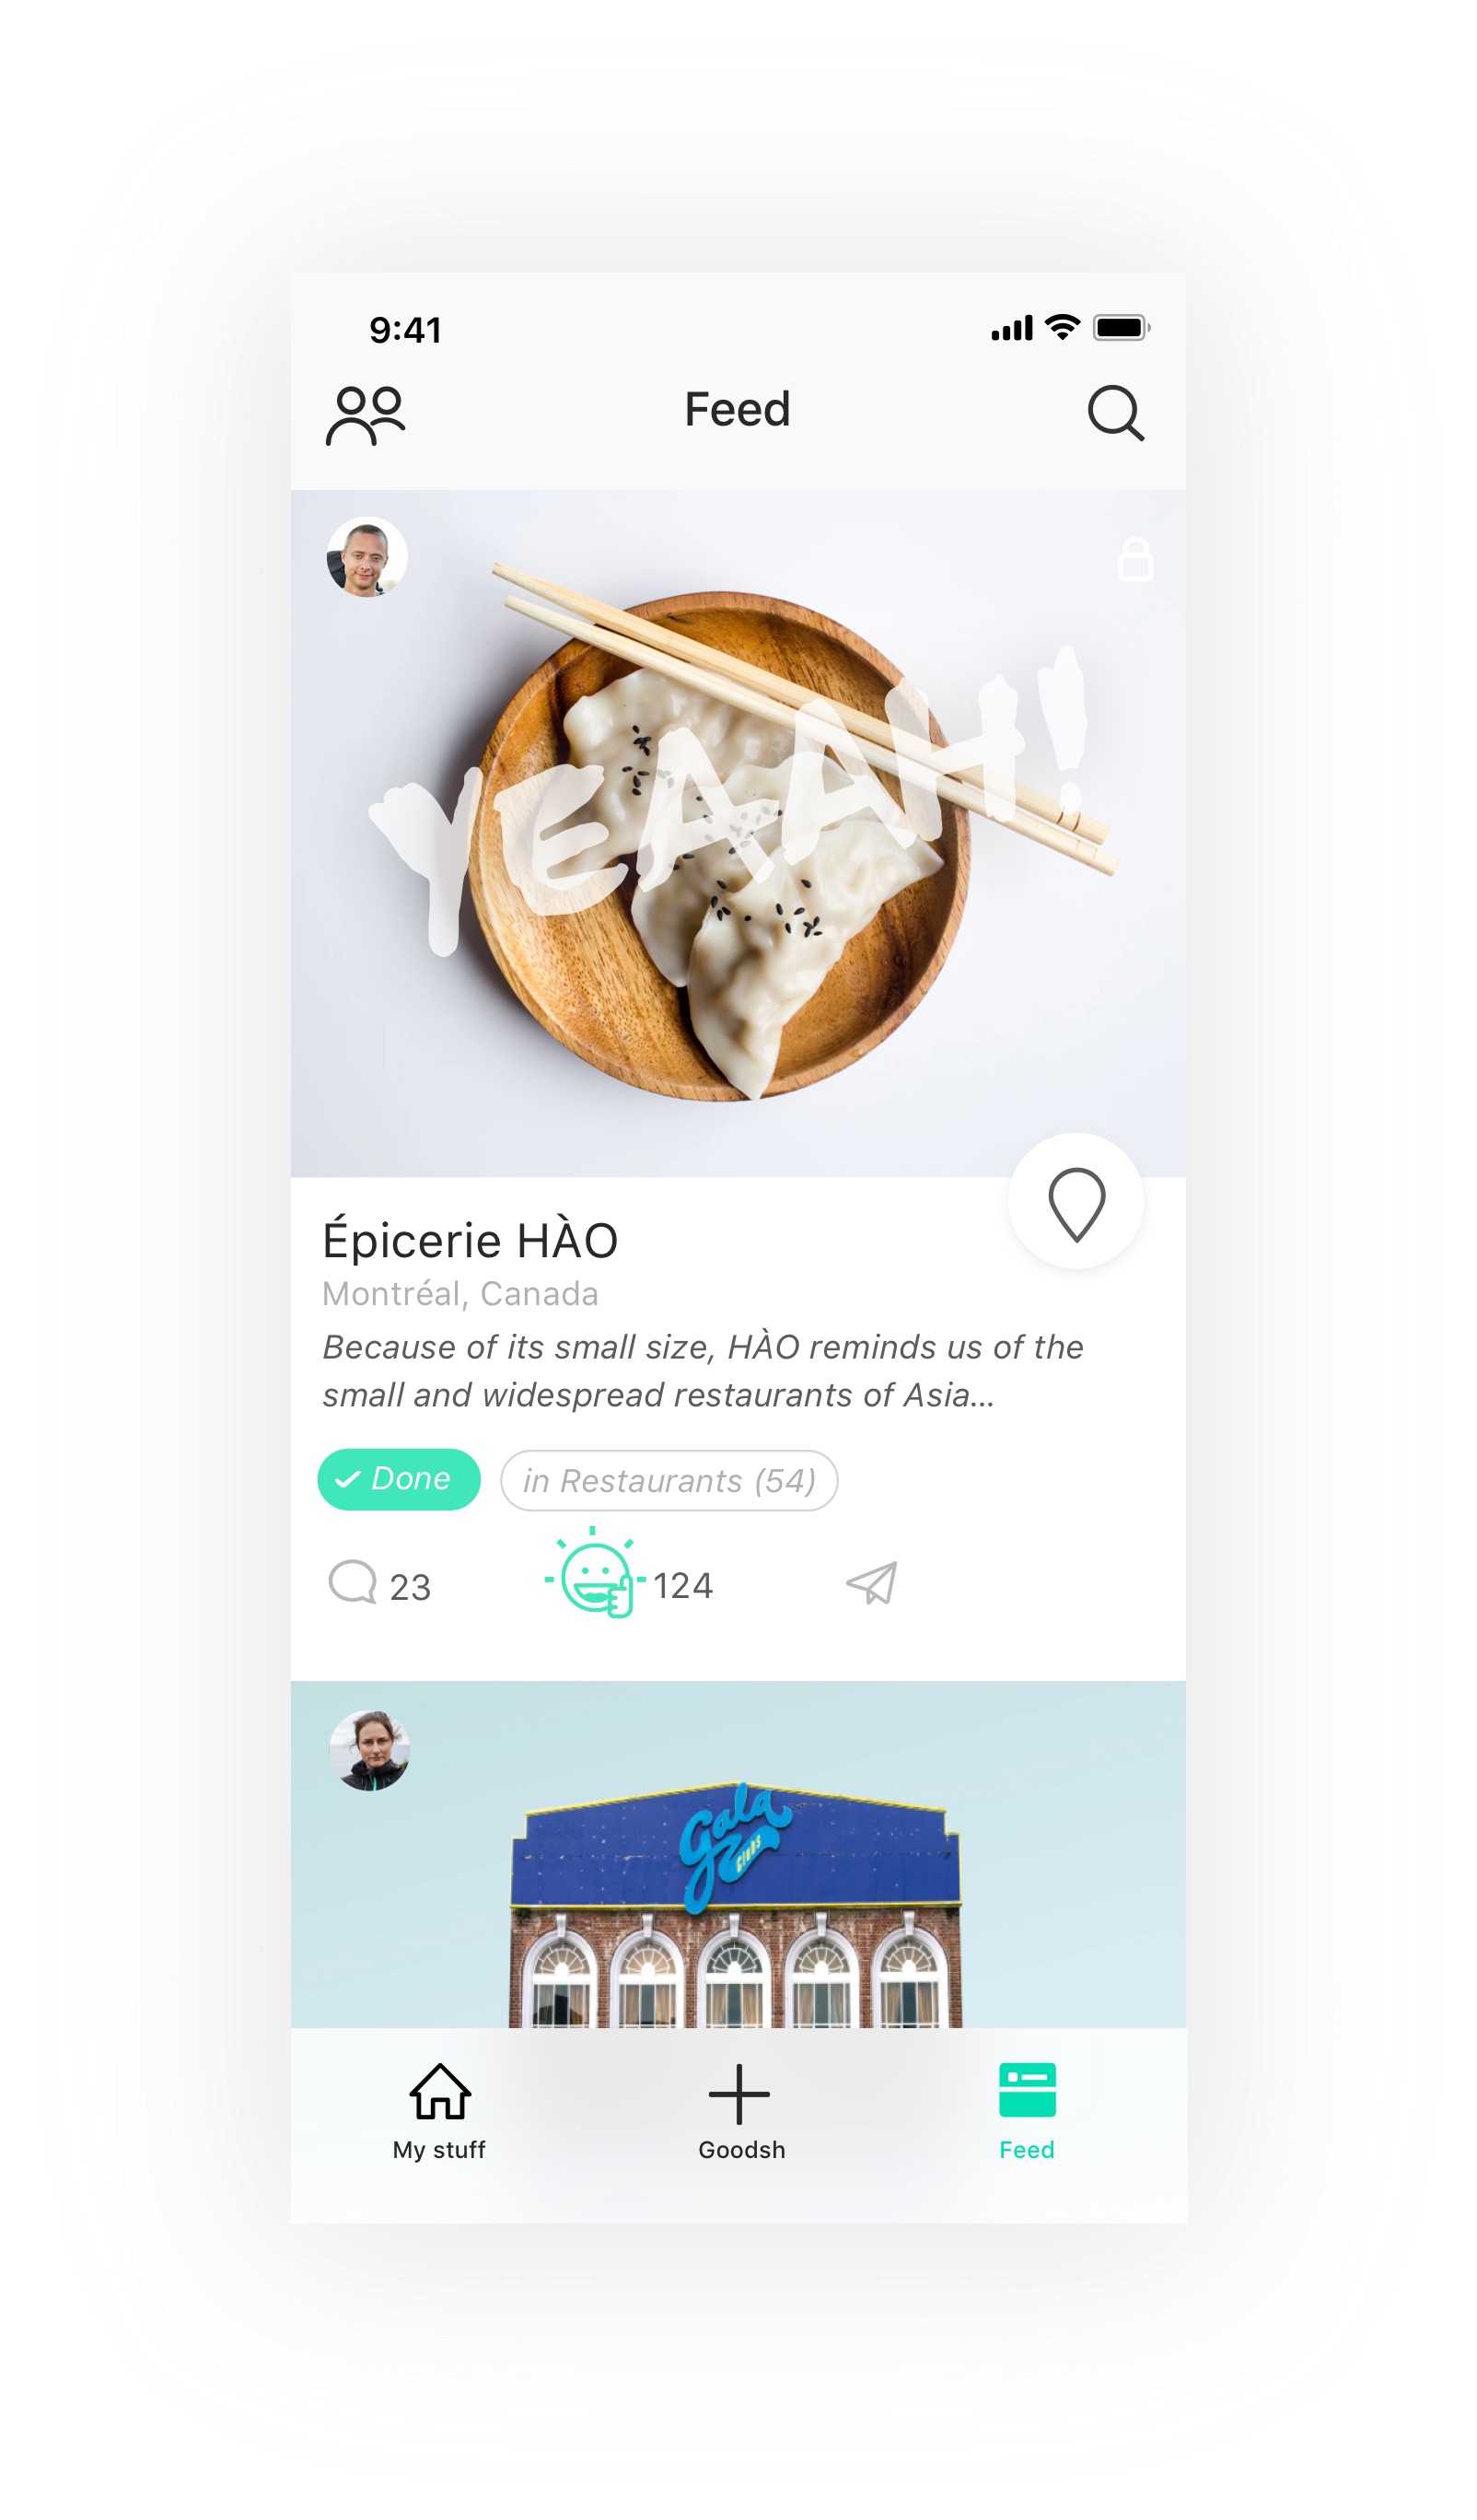 9:41
Feed
YEAAH!
Épicerie HÀO
Montréal, Canada
Because of its small size, HÀO reminds us of the
small and widespread restaurants of Asia...
Done
in Restaurants (54)
23
124
gala
CLUBS
My stuff
Goodsh
Feed